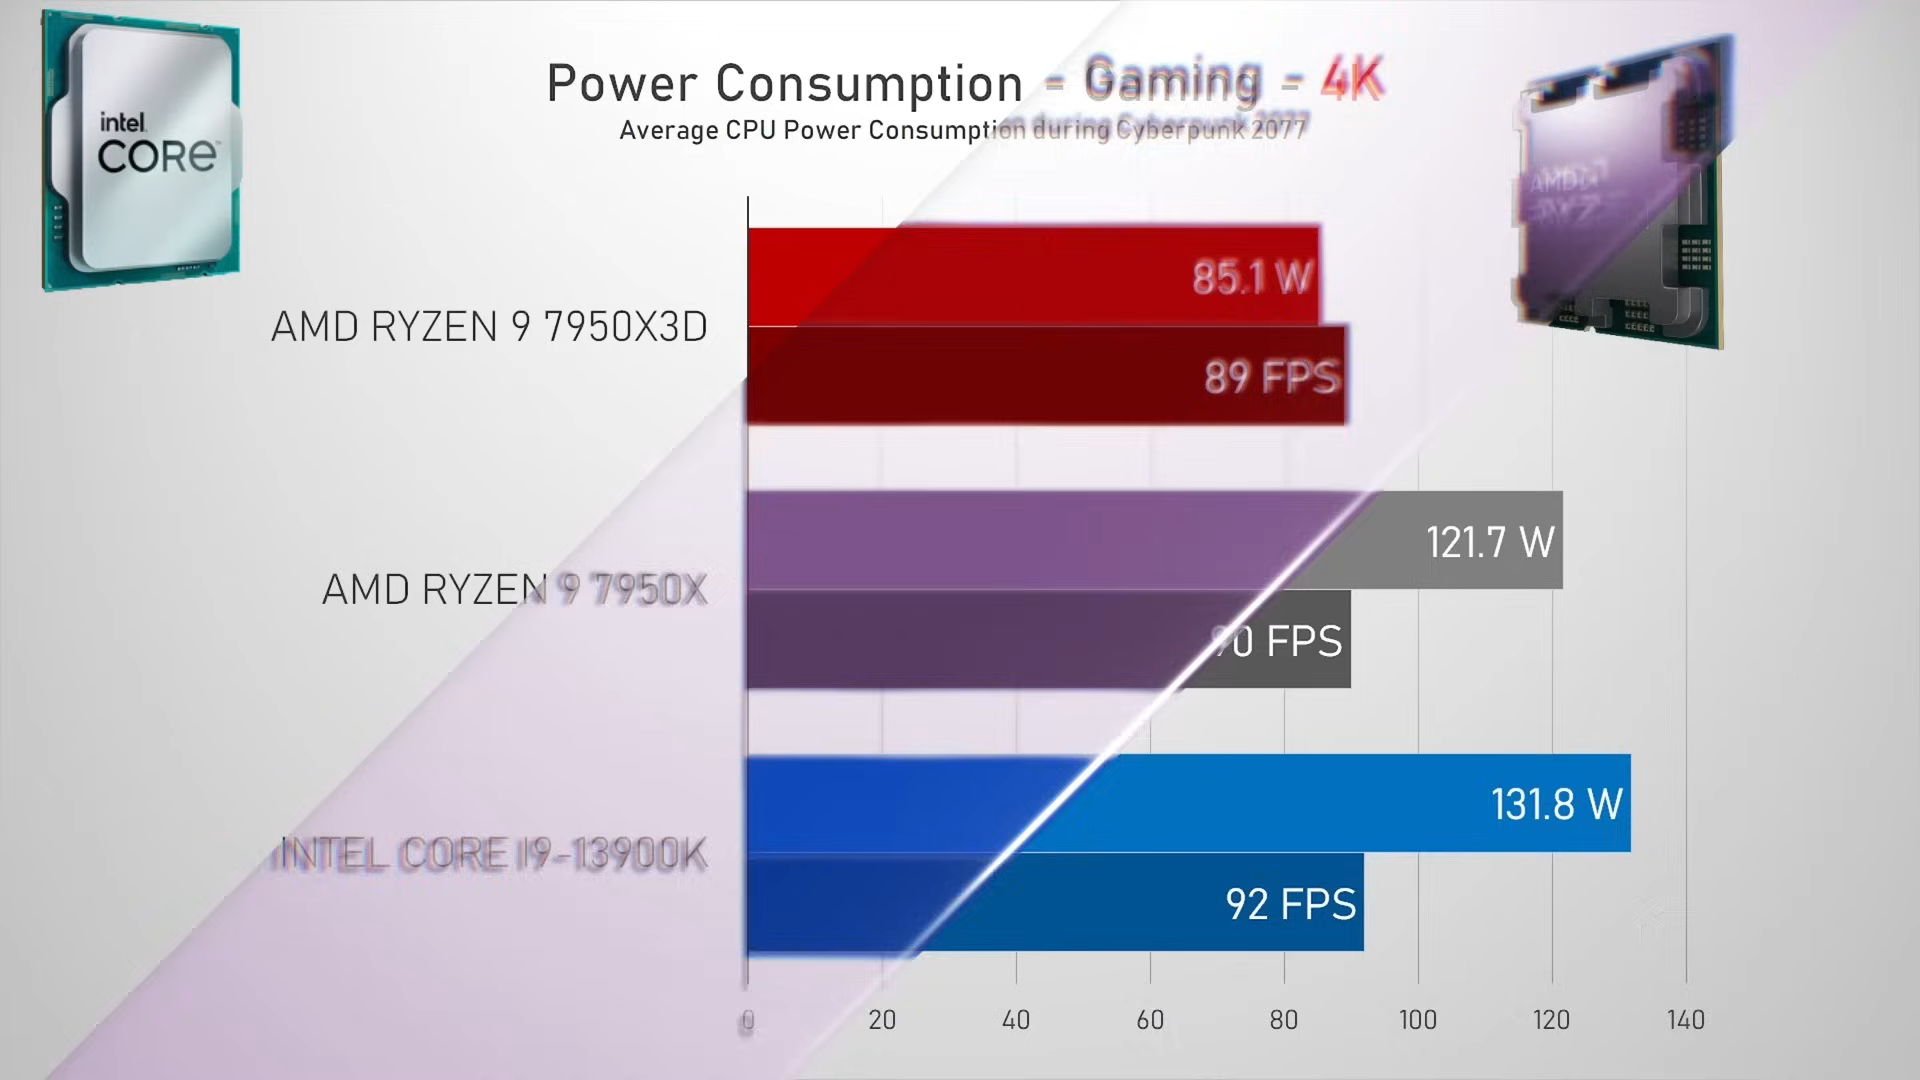 intel
CORE
Power Consumption - Gaming - 4K
Average CPU Power Consumption during Cyberpunk 2077
AMD
AMD RYZEN 9 7950X3D
85.1 W
89 FPS
AMD RYZEN 9 7950X
121.7 W
90 FPS
INTEL CORE I9-13900K
131.8 W
92 FPS
0 20 40 60 80 100 120 140